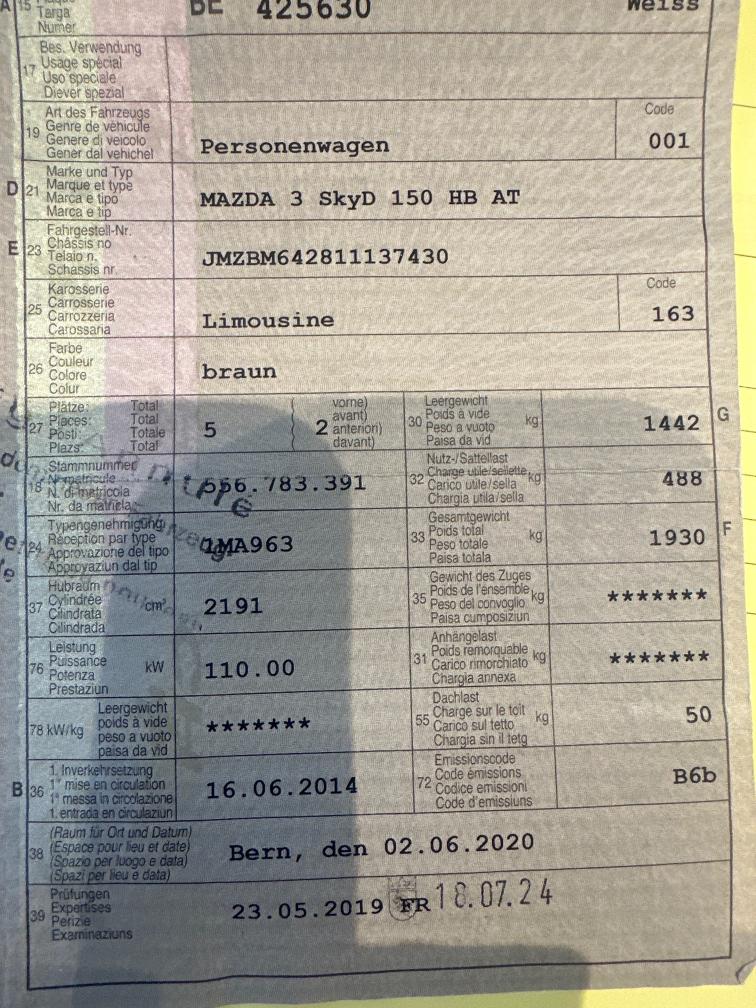 A 15 Targa BE 425630 Weiss
Numer
Bes. Verwendung
17 Usage spécial
Uso speciale
Diever spezial
Art des Fahrzeugs Code
19 Genre de véhicule
Genere di veicolo Personenwagen 001
Gener dal vehichel
Marke und Typ
D 21 Marque et type
Marca e tipo MAZDA 3 SkyD 150 HB AT
Marca e tip
Fahrgestell-Nr.
E 23 Châssis no
Telaio n. JMZBM642811137430
Schassis nr.
Karosserie Code
25 Carrosserie
Carrozzeria Limousine 163
Carossaria
Farbe
26 Couleur
Colore braun
Colur
Plätze: Total vorne) Leergewicht
27 Places: Total 5 2 avant) 30 Poids à vide kg 1442 G
Posti: Totale anteriori) Peso a vuoto
Plazs: Total davant) Paisa da vid
Stammnummer Nutz-/Sattellast
18 N° matricule 556.783.391 32 Charge utile/sellette kg 488
N. di matricola Carico utile/sella
Nr. da matricla Chargia utila/sella
Typengenehmigung Gesamtgewicht
24 Réception par type 1MA963 33 Poids total kg 1930 F
Approvazione del tipo Peso totale
Approvaziun dal tip Paisa totala
Hubraum Gewicht des Zuges
37 Cylindrée cm³ 2191 35 Poids de l'ensemble kg *******
Cilindrata Peso del convoglio
Cilindrada Paisa cumposiziun
Leistung Anhängelast
76 Puissance kW 110.00 31 Poids remorquable kg *******
Potenza Carico rimorchiato
Prestaziun Chargia annexa
Leergewicht Dachlast
78 kW/kg poids à vide ******* 55 Charge sur le toit kg 50
peso a vuoto Carico sul tetto
paisa da vid Chargia sin il tetg
1. Inverkehrsetzung Emissionscode
B 36 1re mise en circulation 16.06.2014 72 Code émissions B6b
1a messa in circolazione Codice emissioni
1. entrada en circulaziun Code d'emissiuns
(Raum für Ort und Datum)
38 (Espace pour lieu et date) Bern, den 02.06.2020
(Spazio per luogo e data)
(Spazi per lieu e data)
Prüfungen
39 Expertises 23.05.2019 FR 18.07.24
Perizie
Examinaziuns